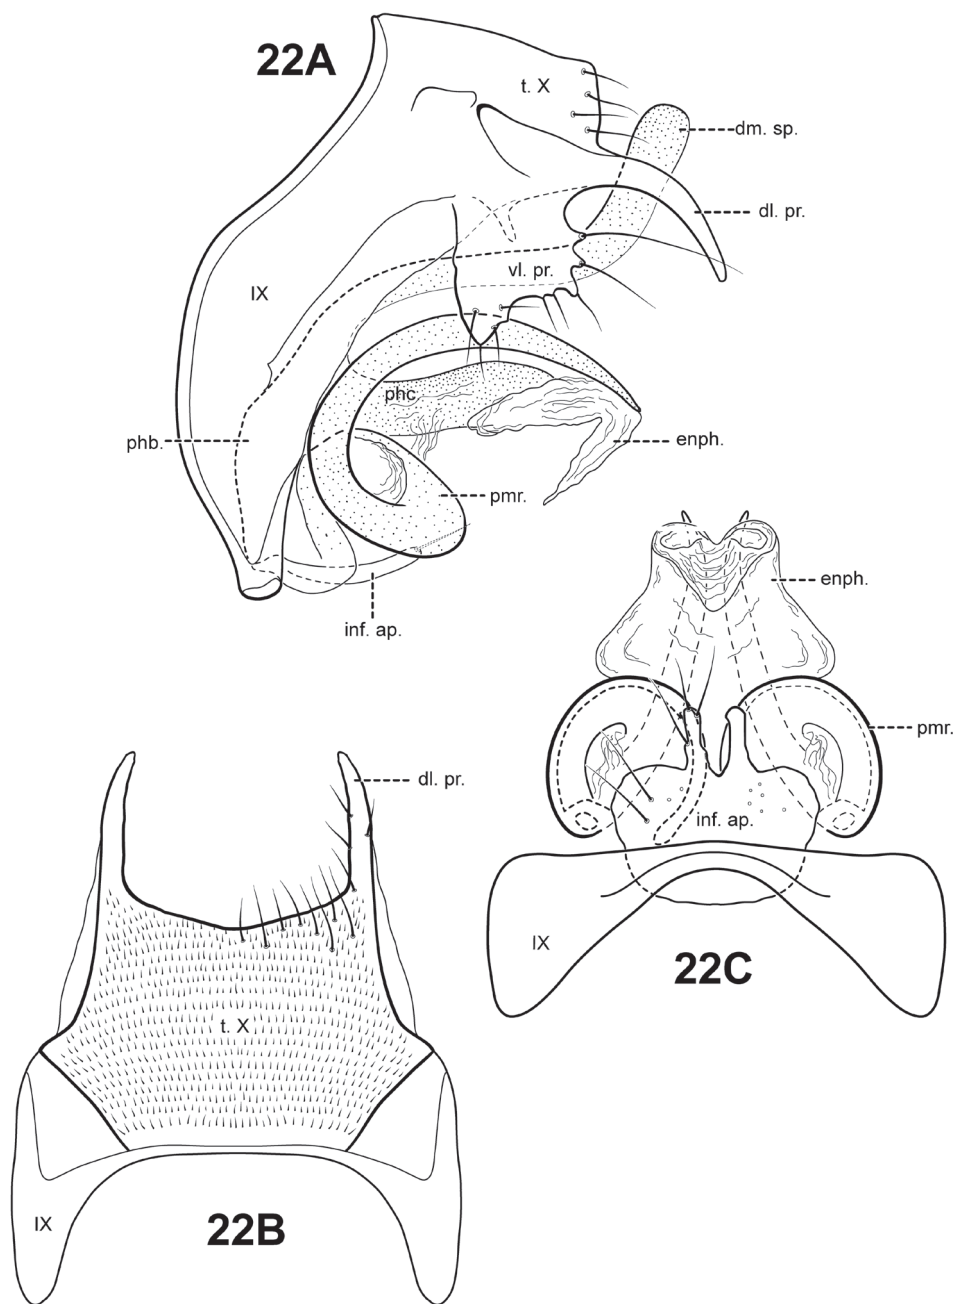 22A
t. X
dm. sp.
dl. pr.
vl. pr.
IX
phc.
phb.
enph.
pmr.
inf. ap.
enph.
pmr.
inf. ap.
IX
22C
dl. pr.
t. X
IX
22B